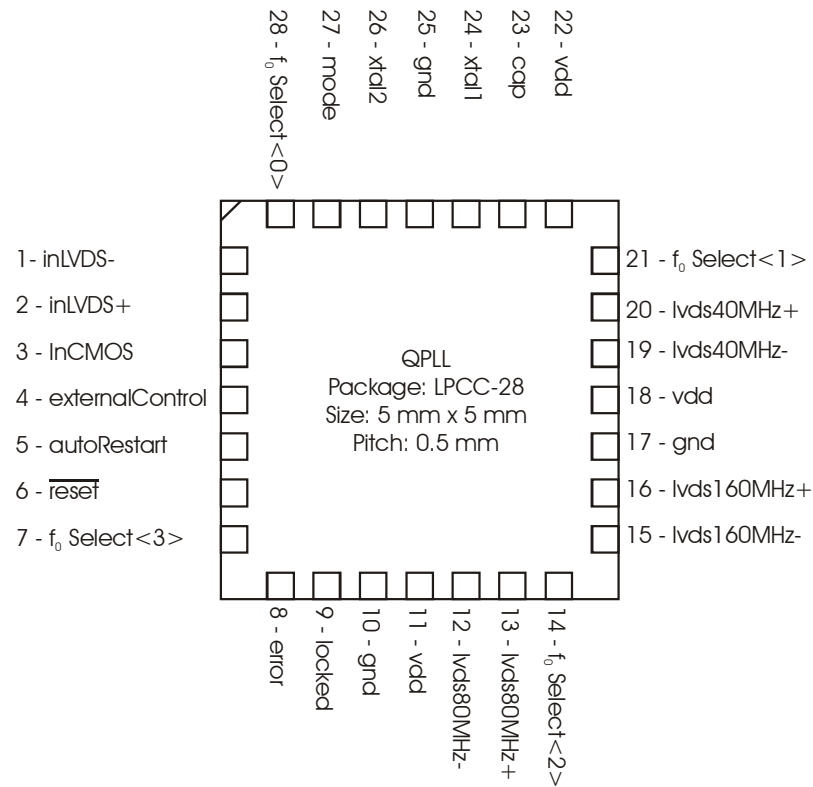 28 - f₀ Select<0>
27 - mode
26 - xtal2
25 - gnd
24 - xtal1
23 - cap
22 - vdd
1- inLVDS-
2 - inLVDS+
3 - InCMOS
4 - externalControl
5 - autoRestart
6 - r̅e̅s̅e̅t̅
7 - f₀ Select<3>
QPLL
Package: LPCC-28
Size: 5 mm x 5 mm
Pitch: 0.5 mm
21 - f₀ Select<1>
20 - lvds40MHz+
19 - lvds40MHz-
18 - vdd
17 - gnd
16 - lvds160MHz+
15 - lvds160MHz-
8 - error
9 - locked
10 - gnd
11 - vdd
12 - lvds80MHz-
13 - lvds80MHz+
14 - f₀ Select<2>